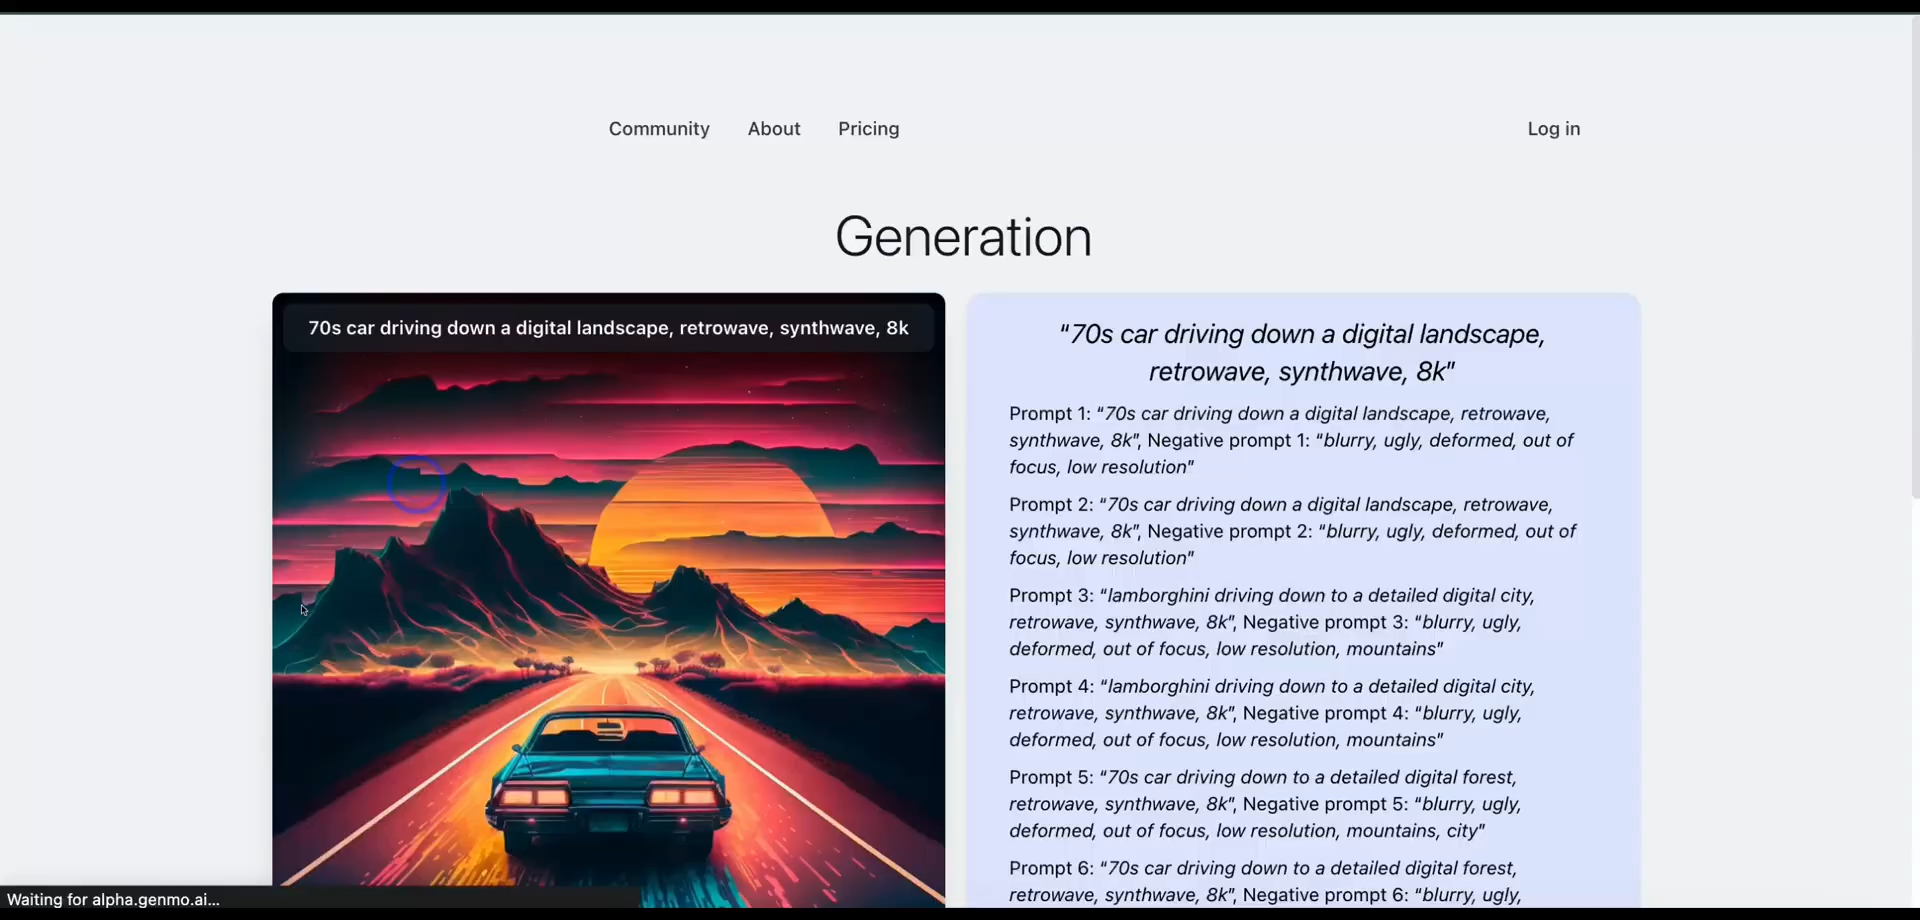 Community About Pricing Log in
Generation
70s car driving down a digital landscape, retrowave, synthwave, 8k
“70s car driving down a digital landscape,
retrowave, synthwave, 8k”
Prompt 1: “70s car driving down a digital landscape, retrowave,
synthwave, 8k”, Negative prompt 1: “blurry, ugly, deformed, out of
focus, low resolution”
Prompt 2: “70s car driving down a digital landscape, retrowave,
synthwave, 8k”, Negative prompt 2: “blurry, ugly, deformed, out of
focus, low resolution”
Prompt 3: “lamborghini driving down to a detailed digital city,
retrowave, synthwave, 8k”, Negative prompt 3: “blurry, ugly,
deformed, out of focus, low resolution, mountains”
Prompt 4: “lamborghini driving down to a detailed digital city,
retrowave, synthwave, 8k”, Negative prompt 4: “blurry, ugly,
deformed, out of focus, low resolution, mountains”
Prompt 5: “70s car driving down to a detailed digital forest,
retrowave, synthwave, 8k”, Negative prompt 5: “blurry, ugly,
deformed, out of focus, low resolution, mountains, city”
Prompt 6: “70s car driving down to a detailed digital forest,
retrowave, synthwave, 8k”, Negative prompt 6: “blurry, ugly,
Waiting for alpha.genmo.ai...